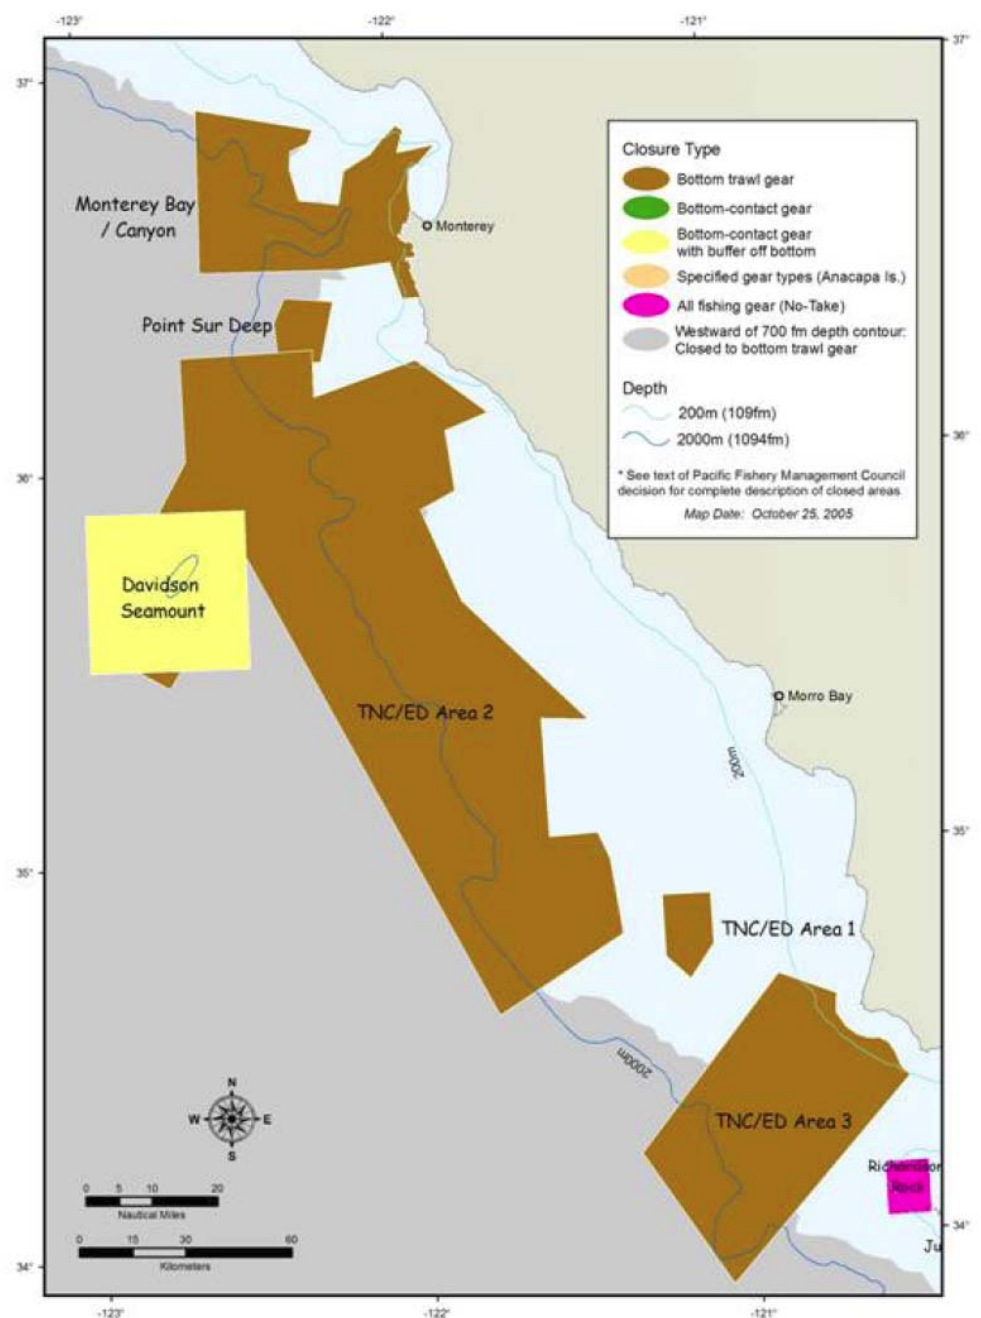 -123°
-122°
-121°
37°
37°
Closure Type
Bottom trawl gear
Bottom-contact gear
Bottom-contact gear
with buffer off bottom
Specified gear types (Anacapa Is.)
All fishing gear (No-Take)
Westward of 700 fm depth contour:
Closed to bottom trawl gear
Depth
200m (109fm)
2000m (1094fm)
* See text of Pacific Fishery Management Council
decision for complete description of closed areas
Map Date: October 25, 2005
Monterey Bay
/ Canyon
Monterey
Point Sur Deep
36°
36°
Davidson
Seamount
TNC/ED Area 2
Morro Bay
200m
35°
35°
TNC/ED Area 1
2000m
TNC/ED Area 3
Richardson
Rock
Ju
N
W
E
S
0 5 10 20
Nautical Miles
0 15 30 60
Kilometers
34°
34°
-123°
-122°
-121°